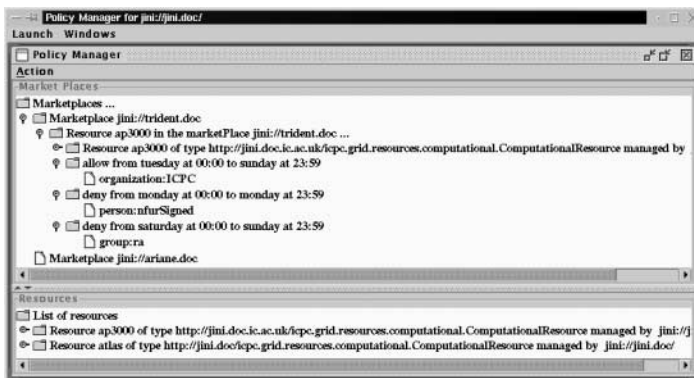 Policy Manager for jini://jini.doc/
Launch Windows
Policy Manager
Action
Market Places
Marketplaces ...
Marketplace jini://trident.doc
Resource ap3000 in the marketPlace jini://trident.doc ...
Resource ap3000 of type http://jini.doc.ic.ac.uk/icpc.grid.resources.computational.ComputationalResource managed by
allow from tuesday at 00:00 to sunday at 23:59
organization:ICPC
deny from monday at 00:00 to monday at 23:59
person:nfurSigned
deny from saturday at 00:00 to sunday at 23:59
group:ra
Marketplace jini://ariane.doc
Resources
List of resources
Resource ap3000 of type http://jini.doc.ic.ac.uk/icpc.grid.resources.computational.ComputationalResource managed by jini://j
Resource atlas of type http://jini.doc/icpc.grid.resources.computational.ComputationalResource managed by jini://jini.doc/